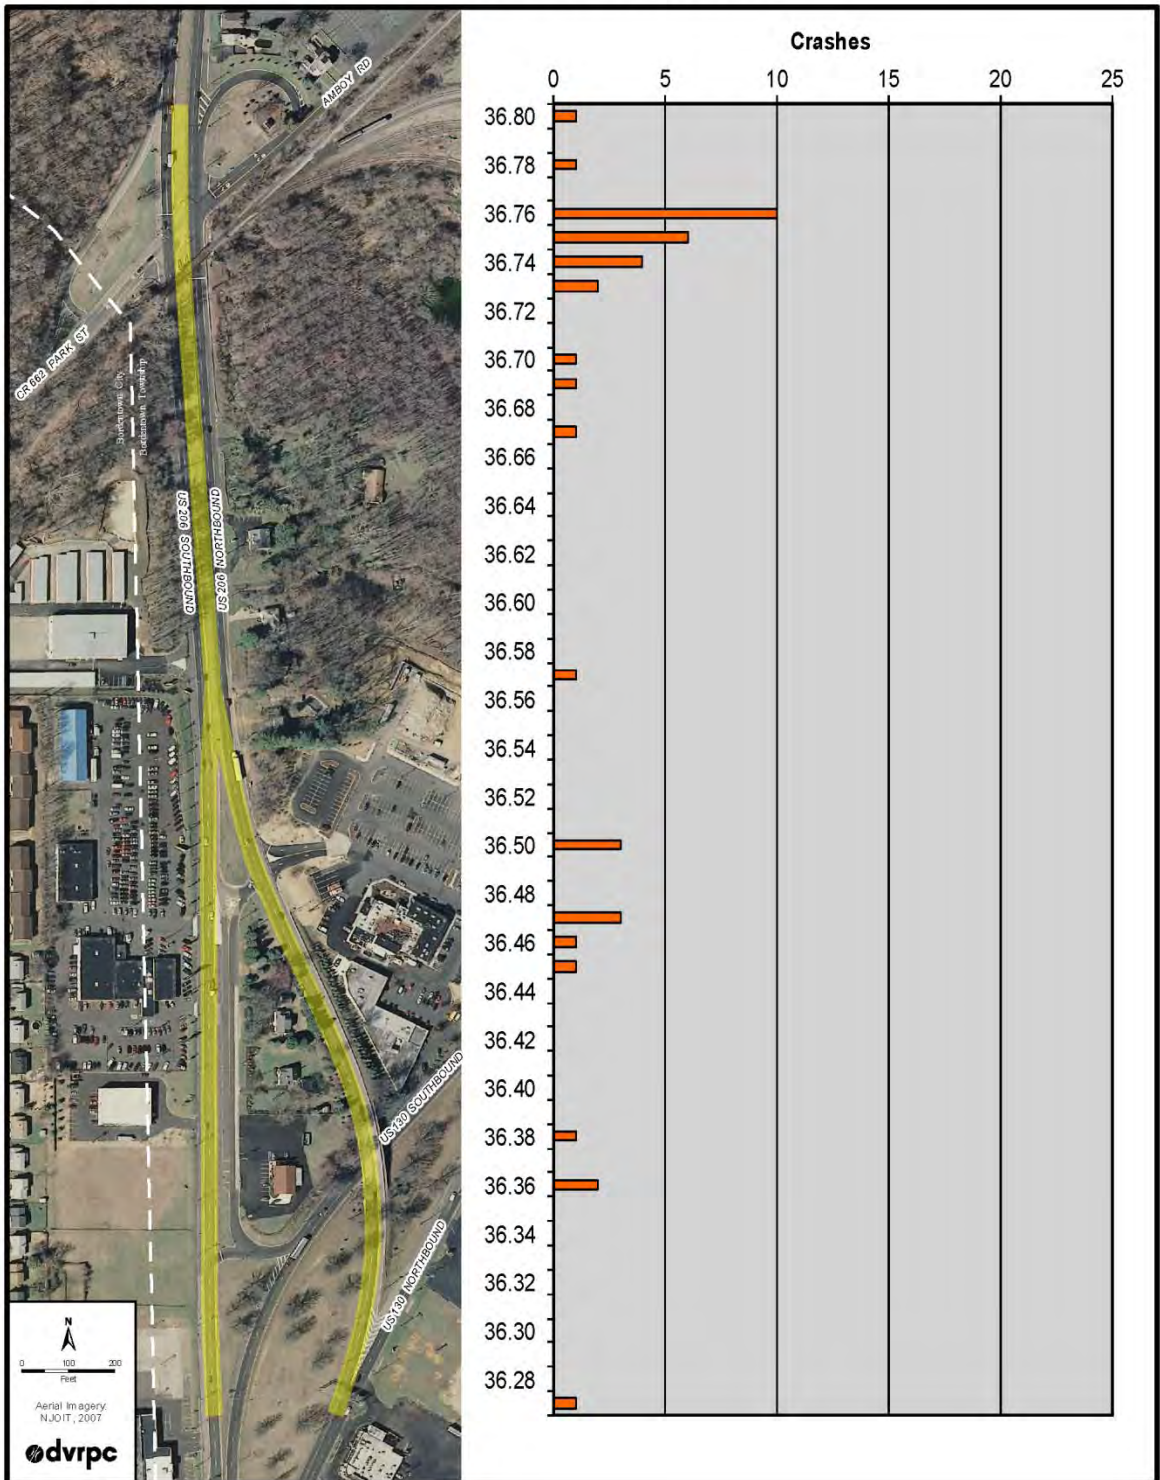 Crashes
0 5 10 15 20 25
36.80
36.78
36.76
36.74
36.72
36.70
36.68
36.66
36.64
36.62
36.60
36.58
36.56
36.54
36.52
36.50
36.48
36.46
36.44
36.42
36.40
36.38
36.36
36.34
36.32
36.30
36.28
AMBOY RD
CR 662 PARK ST
Bordentown City
Bordentown Township
US 206 SOUTHBOUND
US 206 NORTHBOUND
US 130 SOUTHBOUND
US 130 NORTHBOUND
N
0 100 200
Feet
Aerial Imagery:
NJOIT, 2007
dvrpc